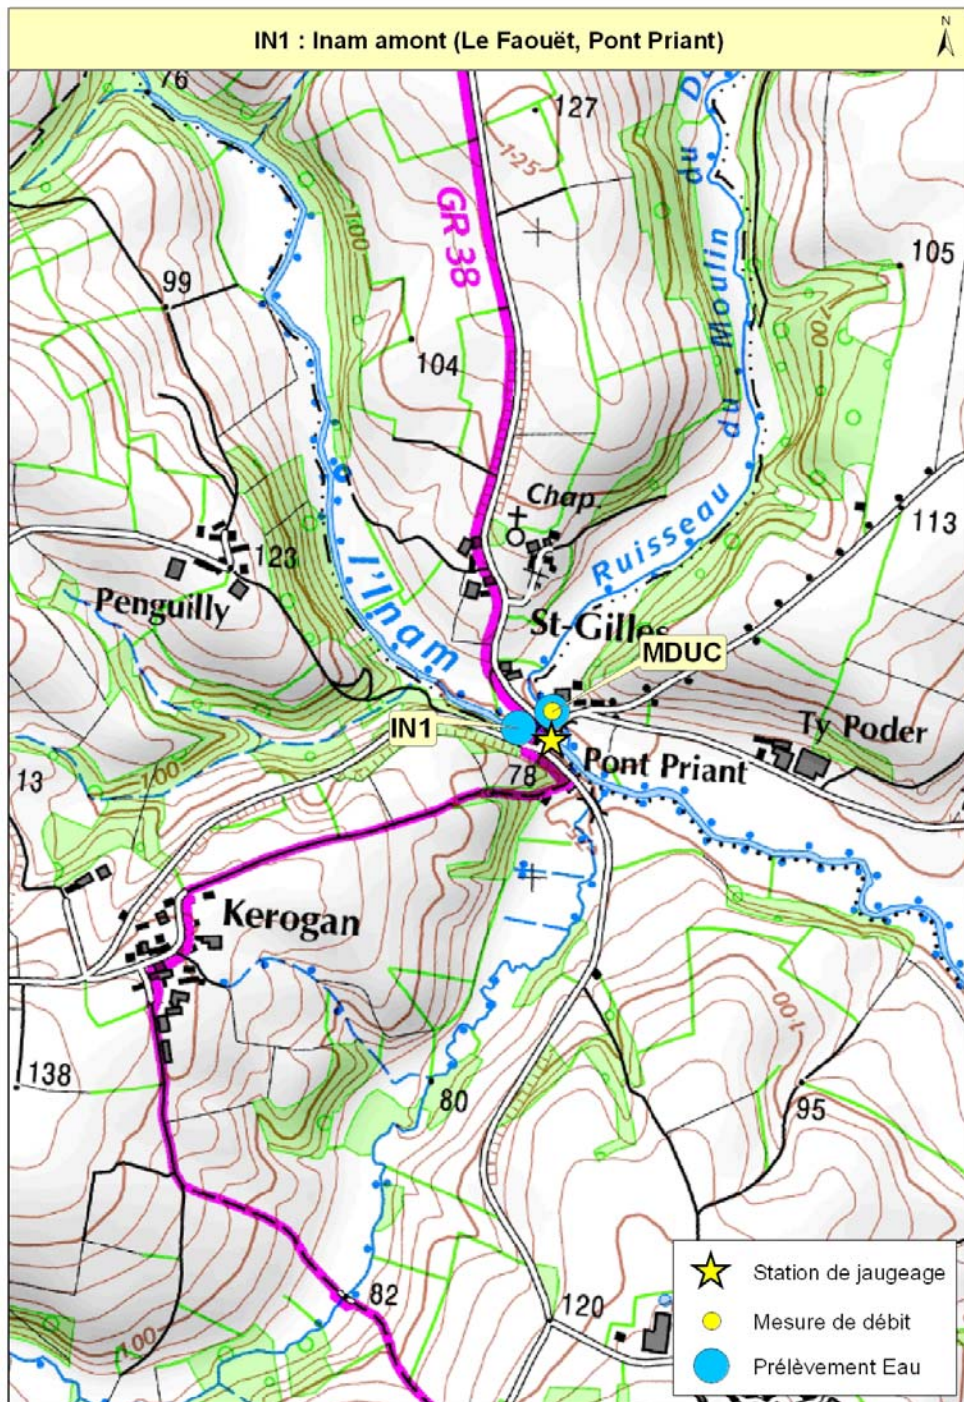 IN1 : Inam amont (Le Faouët, Pont Priant)
N
76
127
125
GR 38
100
du
105
99
100
104
du Moulin
Chap.
113
123
Ruisseau
l'Inam
Penguilly
St-Gilles
MDUC
IN1
Ty Poder
Pont Priant
13
100
78
Kerogan
100
138
80
95
82
120
100
Station de jaugeage
Mesure de débit
Prélèvement Eau